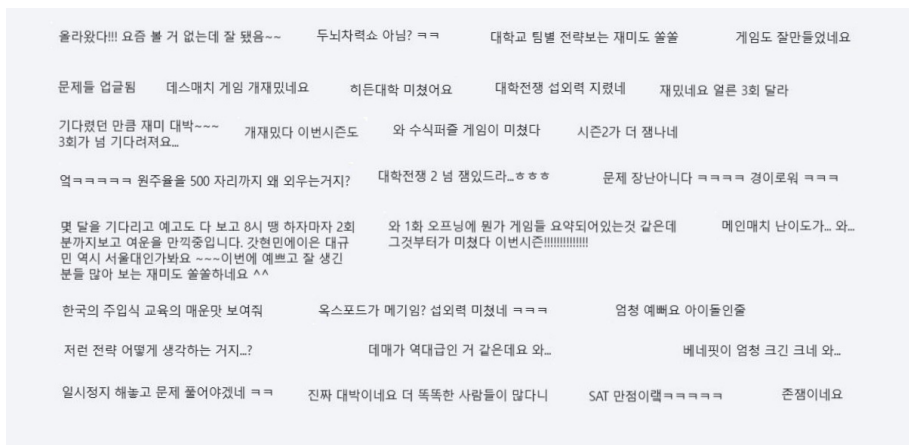 올라왔다!!! 요즘 볼 거 없는데 잘 됐음~~
두뇌차력쇼 아님? ㅋㅋ
대학교 팀별 전략보는 재미도 쏠쏠
게임도 잘만들었네요
문제들 업글됨
데스매치 게임 개재밌네요
히든대학 미쳤어요
대학전쟁 섭외력 지렸네
재밌네요 얼른 3회 달라
기다렸던 만큼 재미 대박~~~
3회가 넘 기다려져요...
개재밌다 이번시즌도
와 수식퍼즐 게임이 미쳤다
시즌2가 더 잼나네
엌ㅋㅋㅋㅋㅋ 원주율을 500 자리까지 왜 외우는거지?
대학전쟁 2 넘 잼있드라...ㅎㅎㅎ
문제 장난아니다 ㅋㅋㅋㅋ 경이로워 ㅋㅋㅋ
몇 달을 기다리고 예고도 다 보고 8시 땡 하자마자 2회
분까지보고 여운을 만끽중입니다. 갓현민에이은 대규
민 역시 서울대인가봐요 ~~~이번에 예쁘고 잘 생긴
분들 많아 보는 재미도 쏠쏠하네요 ^^
와 1화 오프닝에 뭔가 게임들 요약되어있는것 같은데
그것부터가 미쳤다 이번시즌!!!!!!!!!!!!!!
메인매치 난이도가... 와...
한국의 주입식 교육의 매운맛 보여줘
옥스포드가 메기임? 섭외력 미쳤네 ㅋㅋㅋ
엄청 예뻐요 아이돌인줄
저런 전략 어떻게 생각하는 거지...?
데매가 역대급인 거 같은데요 와...
베네핏이 엄청 크긴 크네 와...
일시정지 해놓고 문제 풀어야겠네 ㅋㅋ
진짜 대박이네요 더 똑똑한 사람들이 많다니
SAT 만점이랰ㅋㅋㅋㅋㅋ
존잼이네요